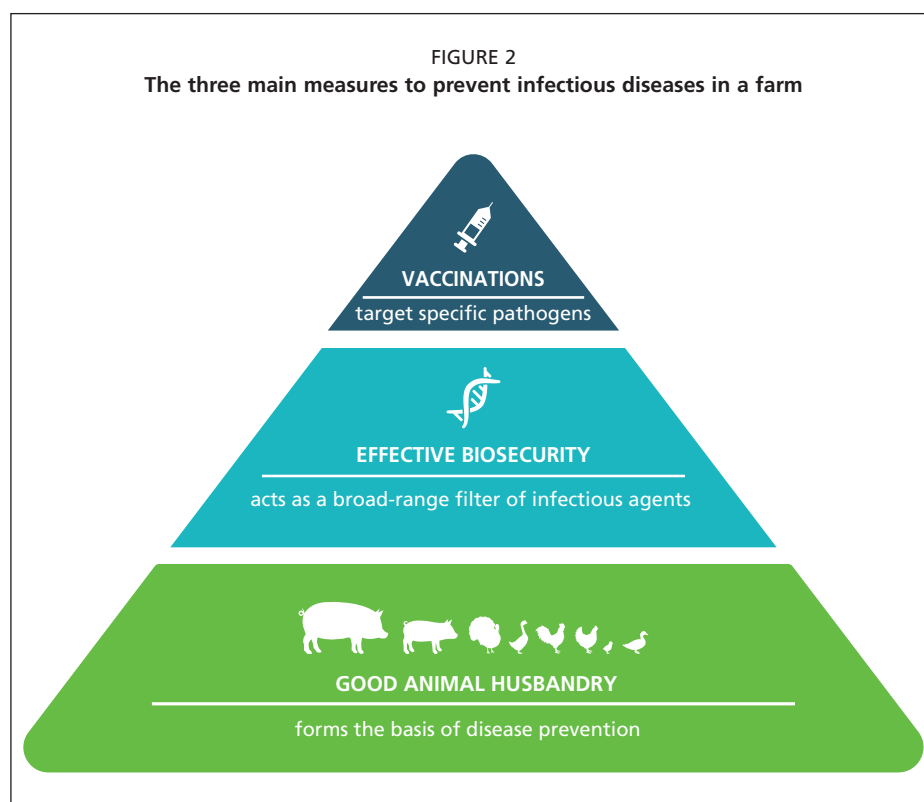 FIGURE 2
The three main measures to prevent infectious diseases in a farm
VACCINATIONS
target specific pathogens
EFFECTIVE BIOSECURITY
acts as a broad-range filter of infectious agents
GOOD ANIMAL HUSBANDRY
forms the basis of disease prevention